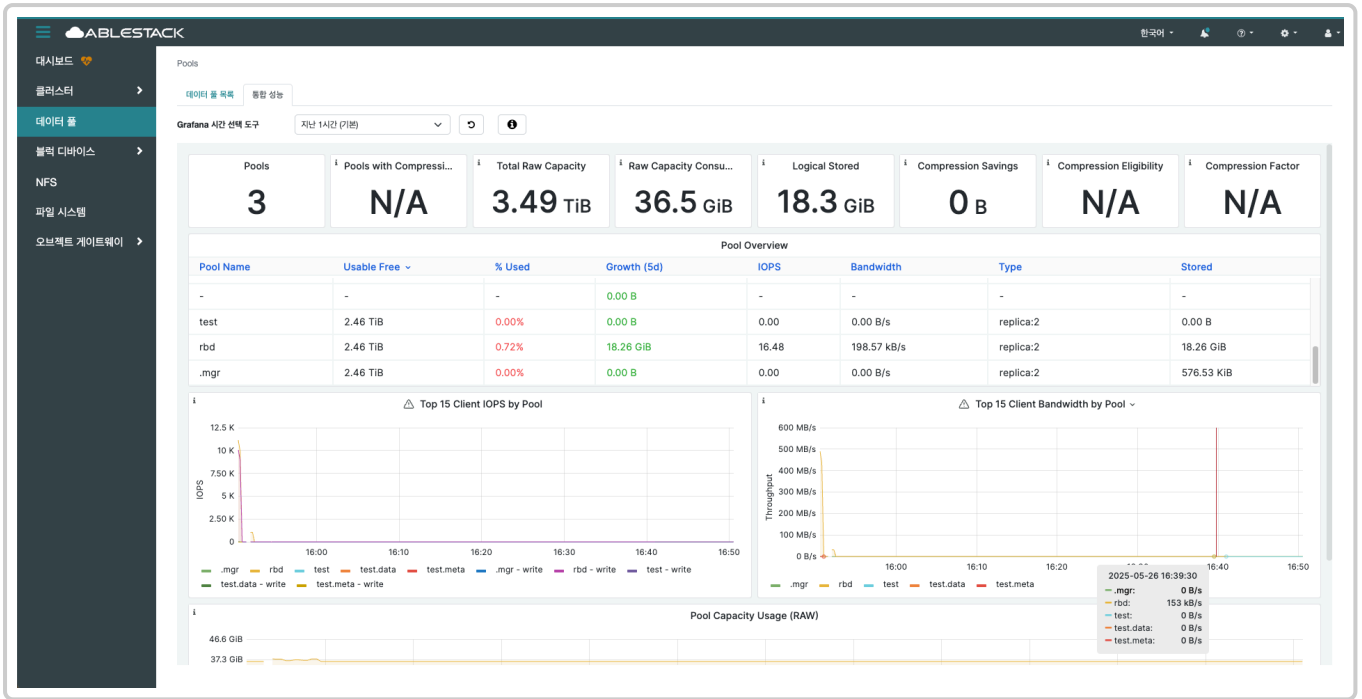 ABLESTACK
한국어
대시보드
클러스터
데이터 풀
블럭 디바이스
NFS
파일 시스템
오브젝트 게이트웨이
Pools
데이터 풀 목록 통합 성능
Grafana 시간 선택 도구 지난 1시간 (기본)
Pools Pools with Compressi... Total Raw Capacity Raw Capacity Consu... Logical Stored Compression Savings Compression Eligibility Compression Factor
3 N/A 3.49 TiB 36.5 GiB 18.3 GiB 0 B N/A N/A
Pool Overview
Pool Name Usable Free % Used Growth (5d) IOPS Bandwidth Type Stored
- - - 0.00 B - - - -
test 2.46 TiB 0.00% 0.00 B 0.00 0.00 B/s replica:2 0.00 B
rbd 2.46 TiB 0.72% 18.26 GiB 16.48 198.57 kB/s replica:2 18.26 GiB
.mgr 2.46 TiB 0.00% 0.00 B 0.00 0.00 B/s replica:2 576.53 KiB
Top 15 Client IOPS by Pool
12.5 K
10 K
7.50 K
5 K
2.50 K
0
IOPS
16:00 16:10 16:20 16:30 16:40 16:50
.mgr rbd test test.data test.meta .mgr - write rbd - write test - write
test.data - write test.meta - write
Top 15 Client Bandwidth by Pool
600 MB/s
500 MB/s
400 MB/s
300 MB/s
200 MB/s
100 MB/s
0 B/s
Throughput
16:00 16:10 16:20 16:40 16:50
.mgr rbd test test.data test.meta
2025-05-26 16:39:30
.mgr: 0 B/s
rbd: 153 kB/s
test: 0 B/s
test.data: 0 B/s
test.meta: 0 B/s
Pool Capacity Usage (RAW)
46.6 GiB
37.3 GiB